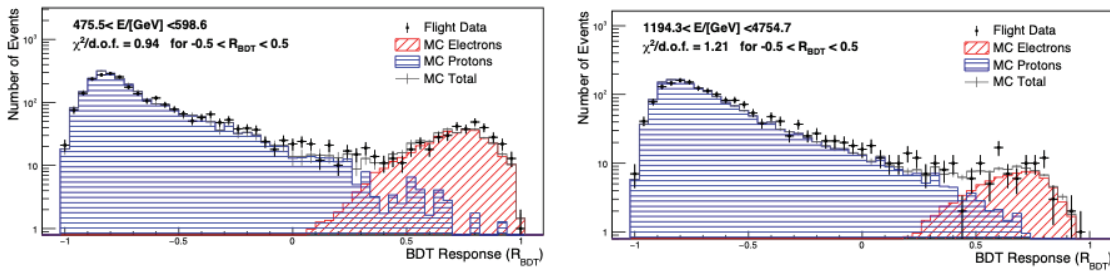 475.5< E/[GeV] <598.6
χ²/d.o.f. = 0.94 for -0.5 < R_BDT < 0.5
Flight Data
MC Electrons
MC Protons
MC Total
Number of Events
10³
10²
10
1
-1 -0.5 0 0.5 1
BDT Response (R_BDT)
1194.3< E/[GeV] <4754.7
χ²/d.o.f. = 1.21 for -0.5 < R_BDT < 0.5
Flight Data
MC Electrons
MC Protons
MC Total
Number of Events
10³
10²
10
1
-1 -0.5 0 0.5 1
BDT Response (R_BDT)